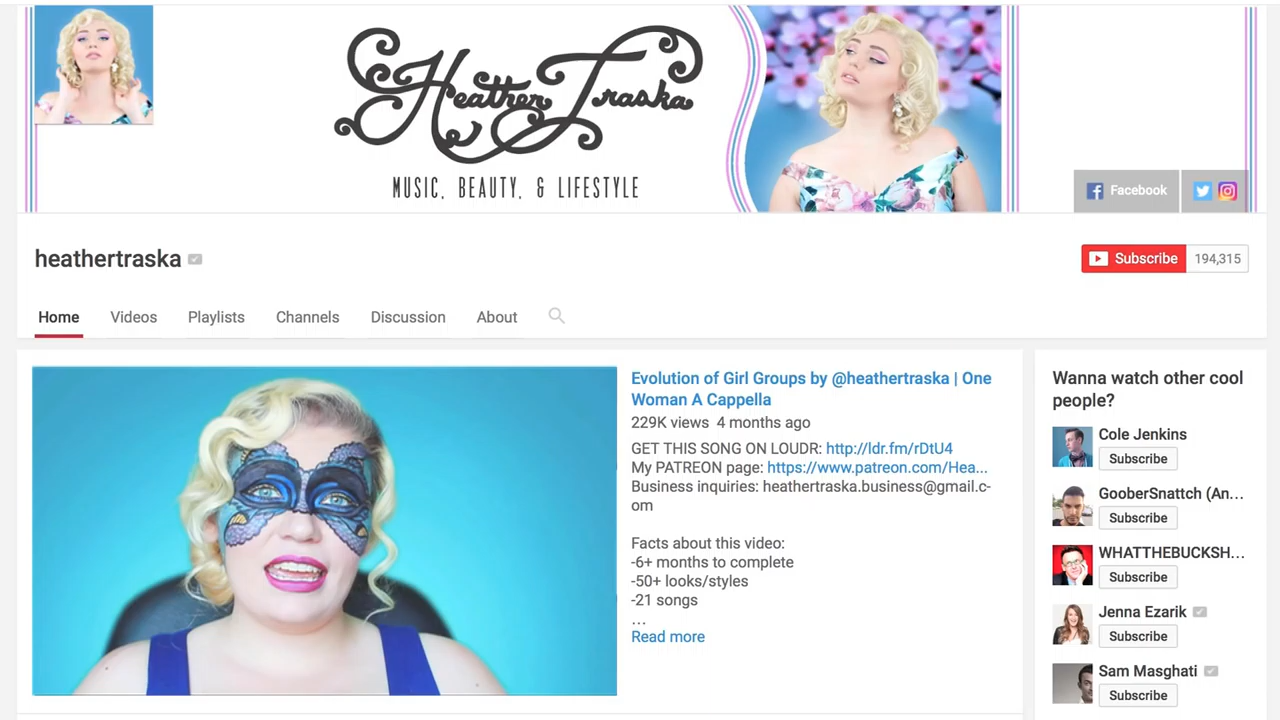 Heather Traska
MUSIC, BEAUTY, & LIFESTYLE
Facebook
heathertraska
Subscribe 194,315
Home Videos Playlists Channels Discussion About
Evolution of Girl Groups by @heathertraska | One
Woman A Cappella
229K views 4 months ago
GET THIS SONG ON LOUDR: http://ldr.fm/rDtU4
My PATREON page: https://www.patreon.com/Hea...
Business inquiries: heathertraska.business@gmail.c-
om
Facts about this video:
-6+ months to complete
-50+ looks/styles
-21 songs
...
Read more
Wanna watch other cool
people?
Cole Jenkins
Subscribe
GooberSnattch (An...
Subscribe
WHATTHEBUCKSH...
Subscribe
Jenna Ezarik
Subscribe
Sam Masghati
Subscribe